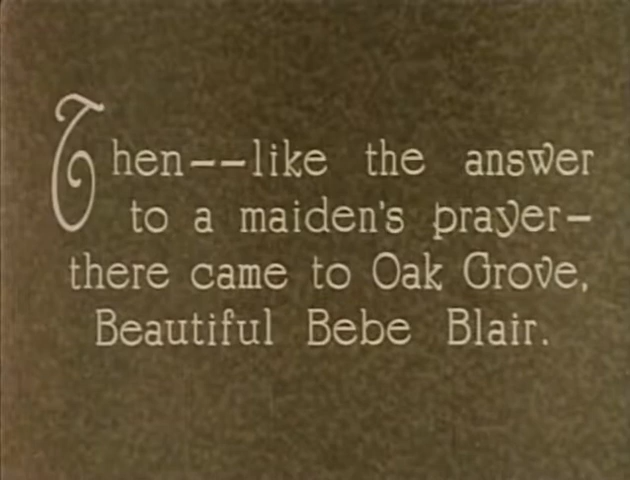 Then--like the answer
to a maiden's prayer-
there came to Oak Grove,
Beautiful Bebe Blair.